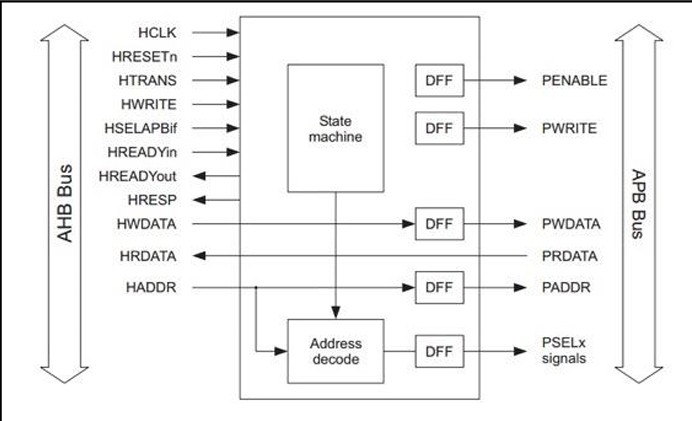 AHB Bus
HCLK
HRESETn
HTRANS
HWRITE
HSELAPBif
HREADYin
HREADYout
HRESP
HWDATA
HRDATA
HADDR
State
machine
Address
decode
DFF
DFF
DFF
DFF
DFF
PENABLE
PWRITE
PWDATA
PRDATA
PADDR
PSELx
signals
APB Bus